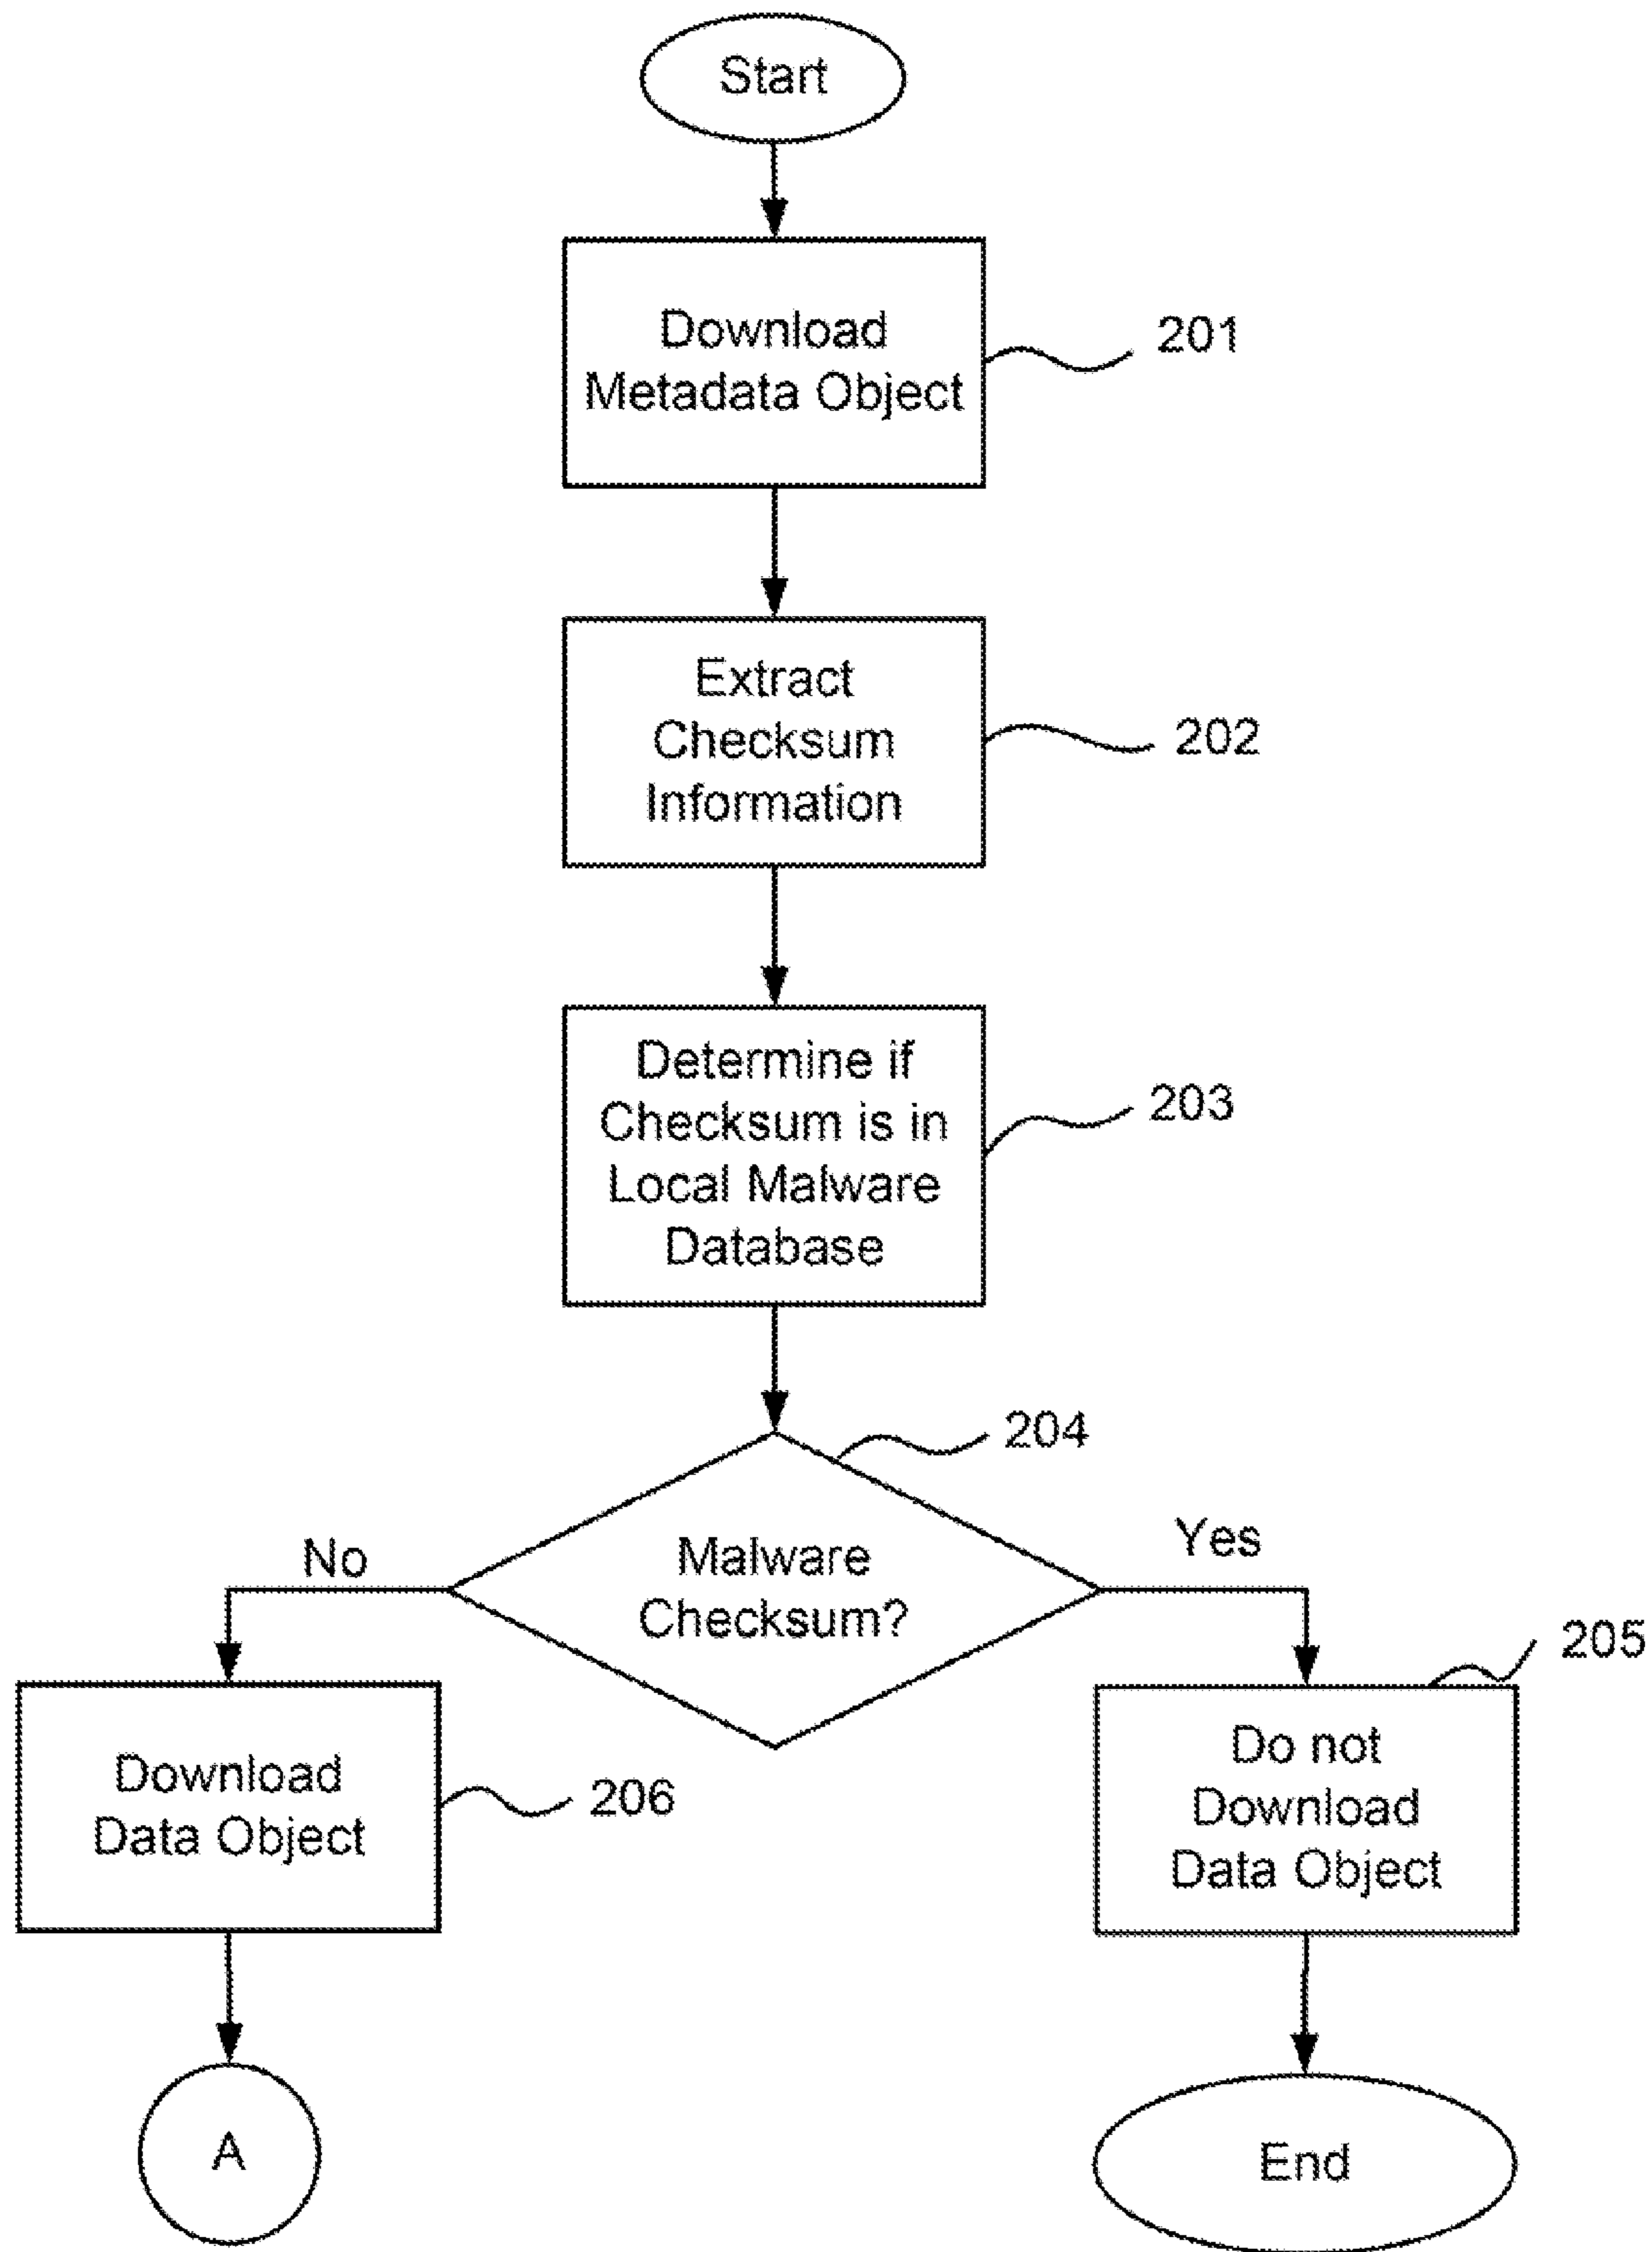 Start
Download
Metadata Object
201
Extract
Checksum
Information
202
Determine if
Checksum is in
Local Malware
Database
203
204
Malware
Checksum?
No
Yes
205
Download
Data Object
206
Do not
Download
Data Object
A
End